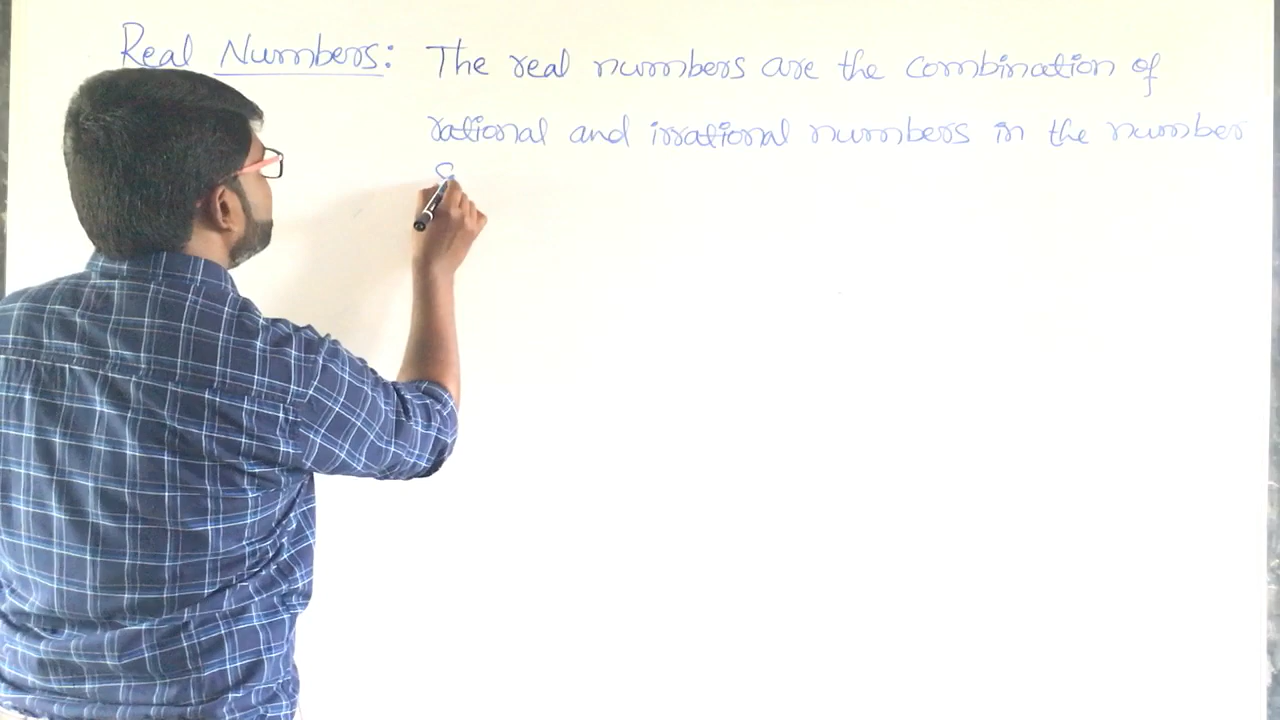 Real Numbers: The real numbers are the combination of
rational and irrational numbers in the number
s